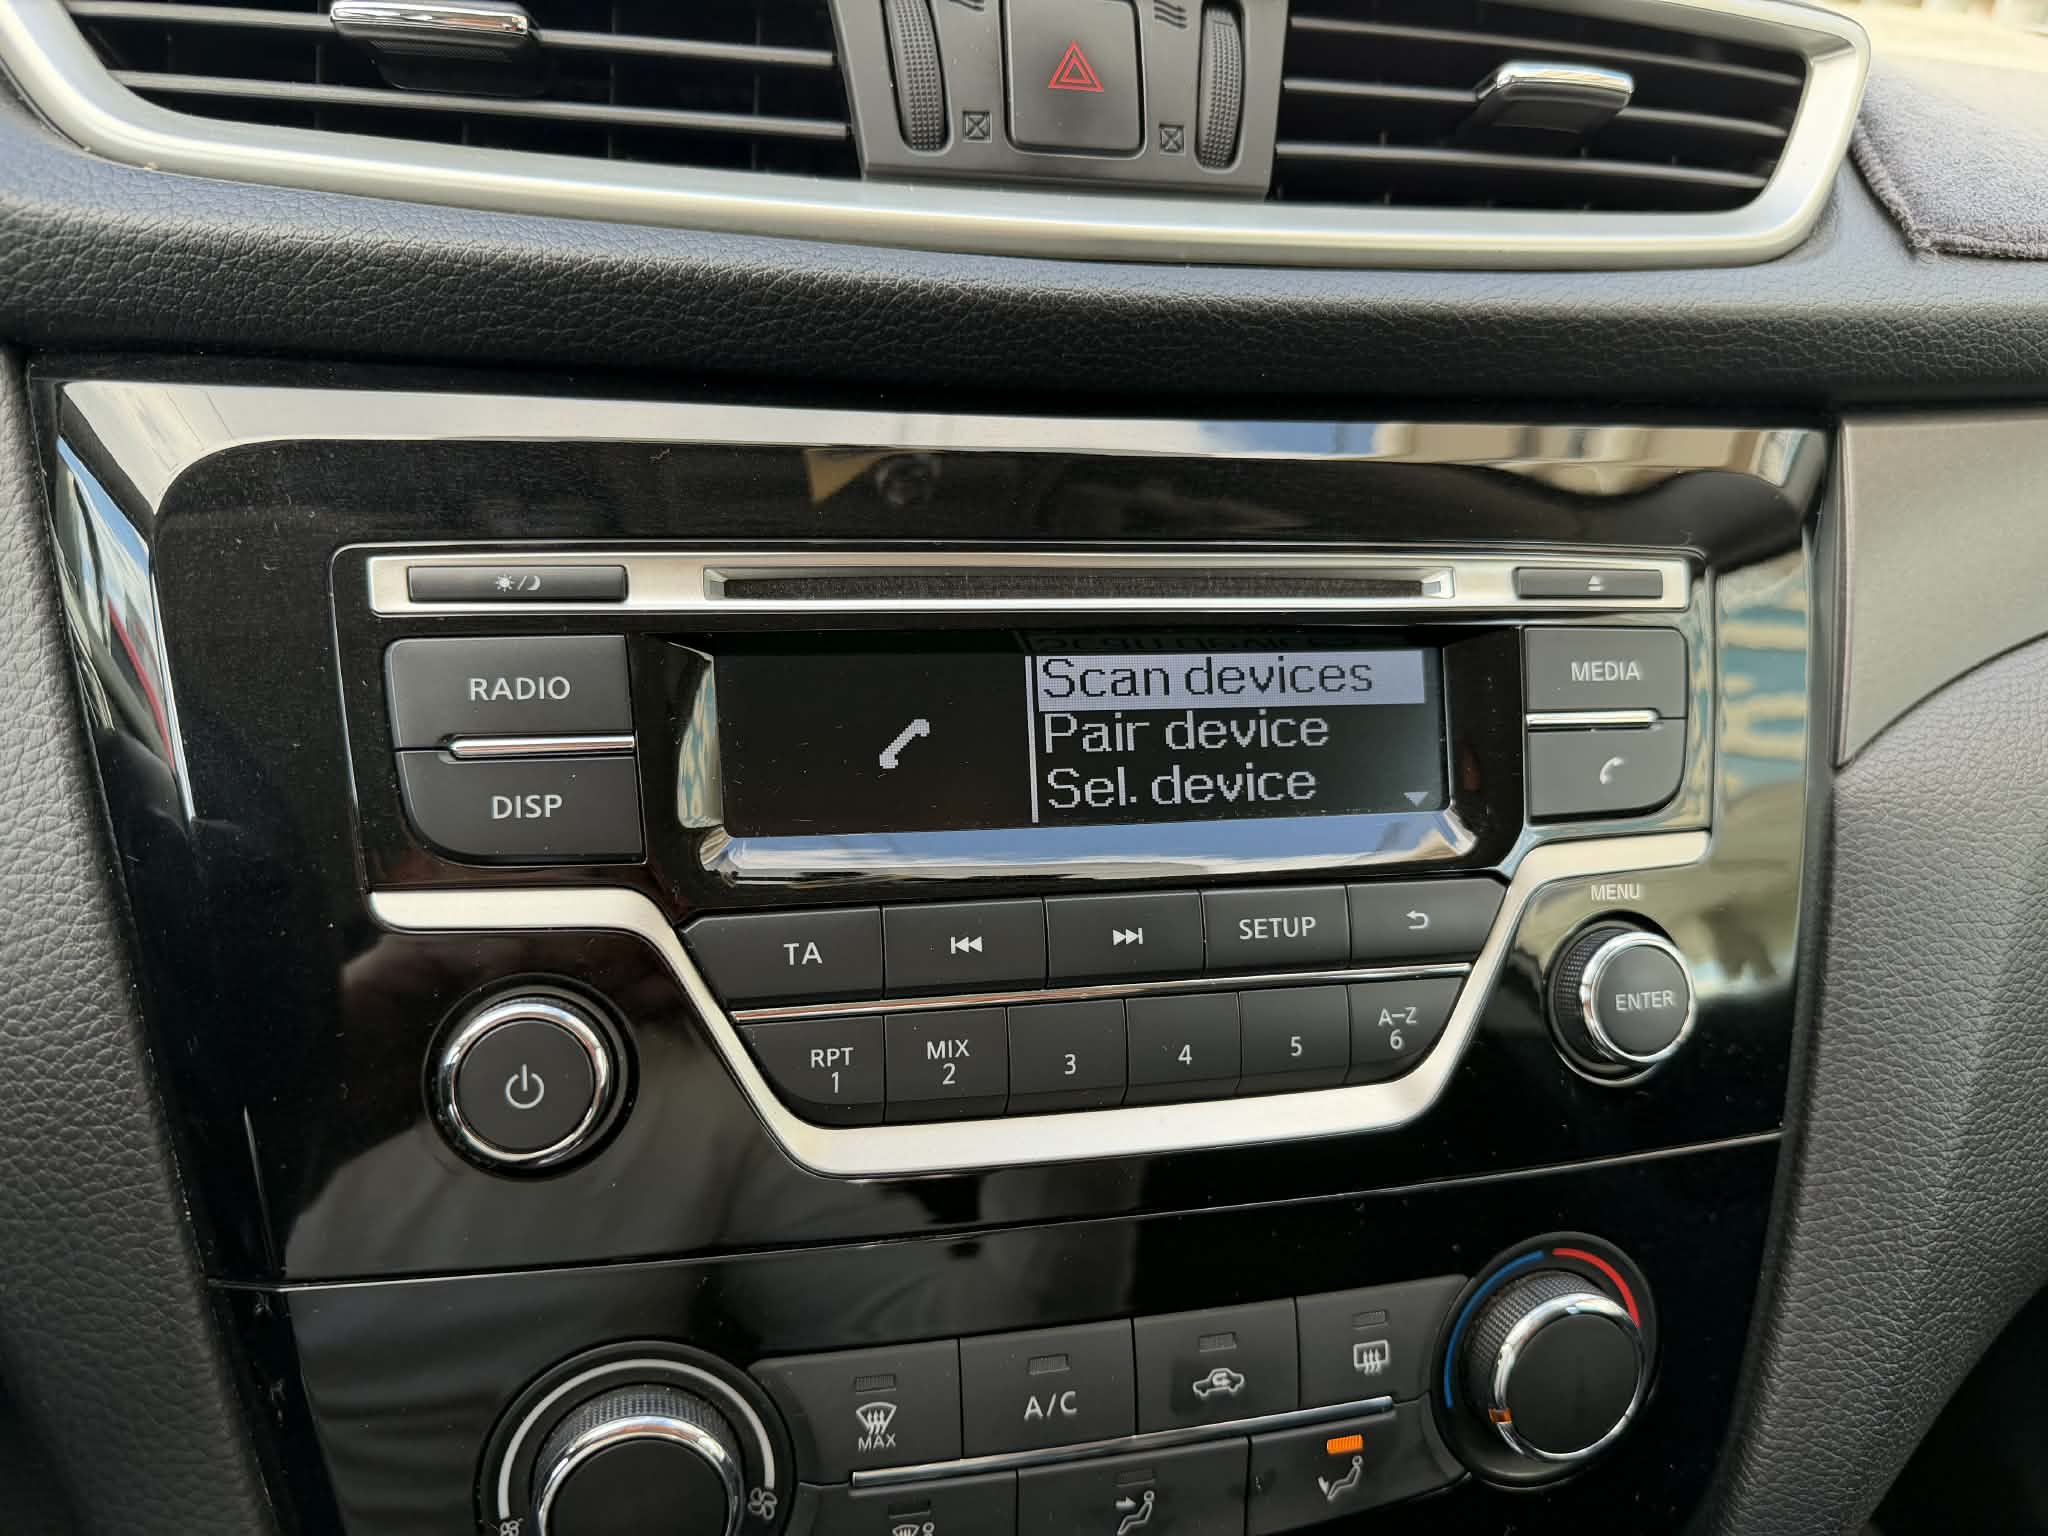 RADIO
DISP
Scan devices
Pair device
Sel. device
MEDIA
MENU
ENTER
TA
SETUP
RPT
1
MIX
2
3
4
5
A–Z
6
MAX
A/C